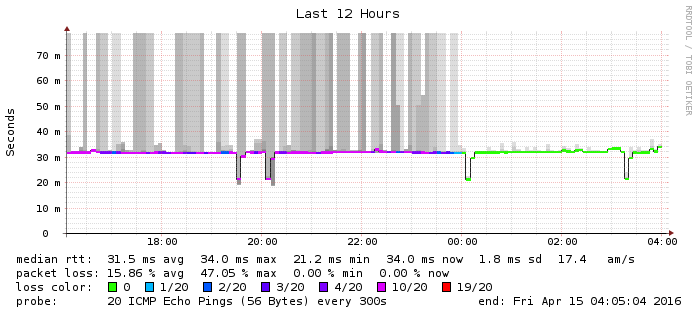 Last 12 Hours
RRDTOOL / TOBI OETIKER
Seconds
70 m
60 m
50 m
40 m
30 m
20 m
10 m
0
18:00 20:00 22:00 00:00 02:00 04:00
median rtt: 31.5 ms avg 34.0 ms max 21.2 ms min 34.0 ms now 1.8 ms sd 17.4 am/s
packet loss: 15.86 % avg 47.05 % max 0.00 % min 0.00 % now
loss color: 0 1/20 2/20 3/20 4/20 10/20 19/20
probe: 20 ICMP Echo Pings (56 Bytes) every 300s end: Fri Apr 15 04:05:04 2016